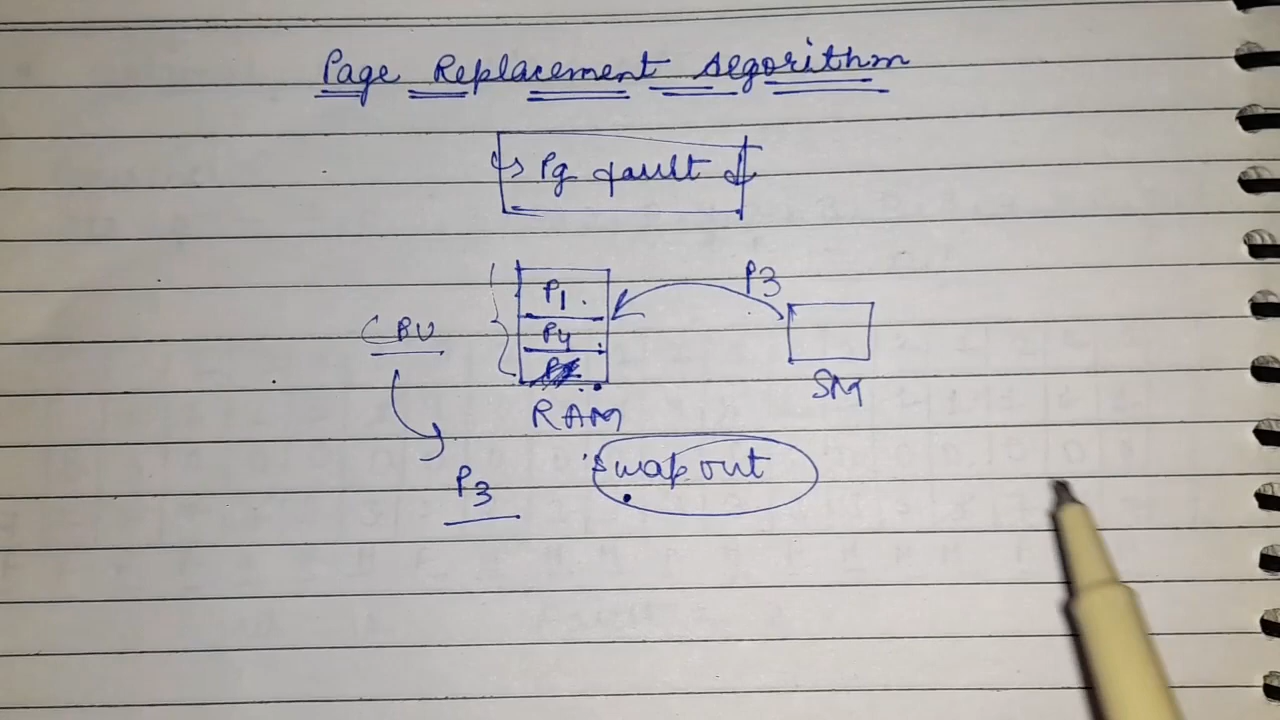 Page Replacement Algorithm
Pg fault
P3
P1
CPU
P4
SM
RAM
Swap out
P3